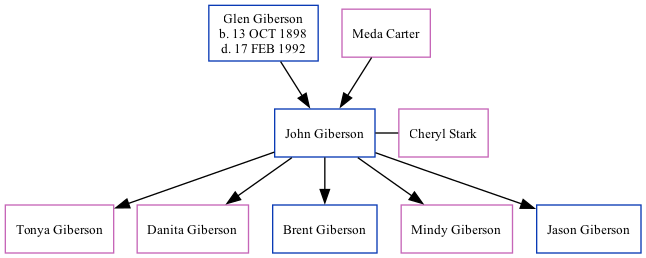 Glen Giberson
b. 13 OCT 1898
d. 17 FEB 1992
Meda Carter
John Giberson
Cheryl Stark
Tonya Giberson
Danita Giberson
Brent Giberson
Mindy Giberson
Jason Giberson